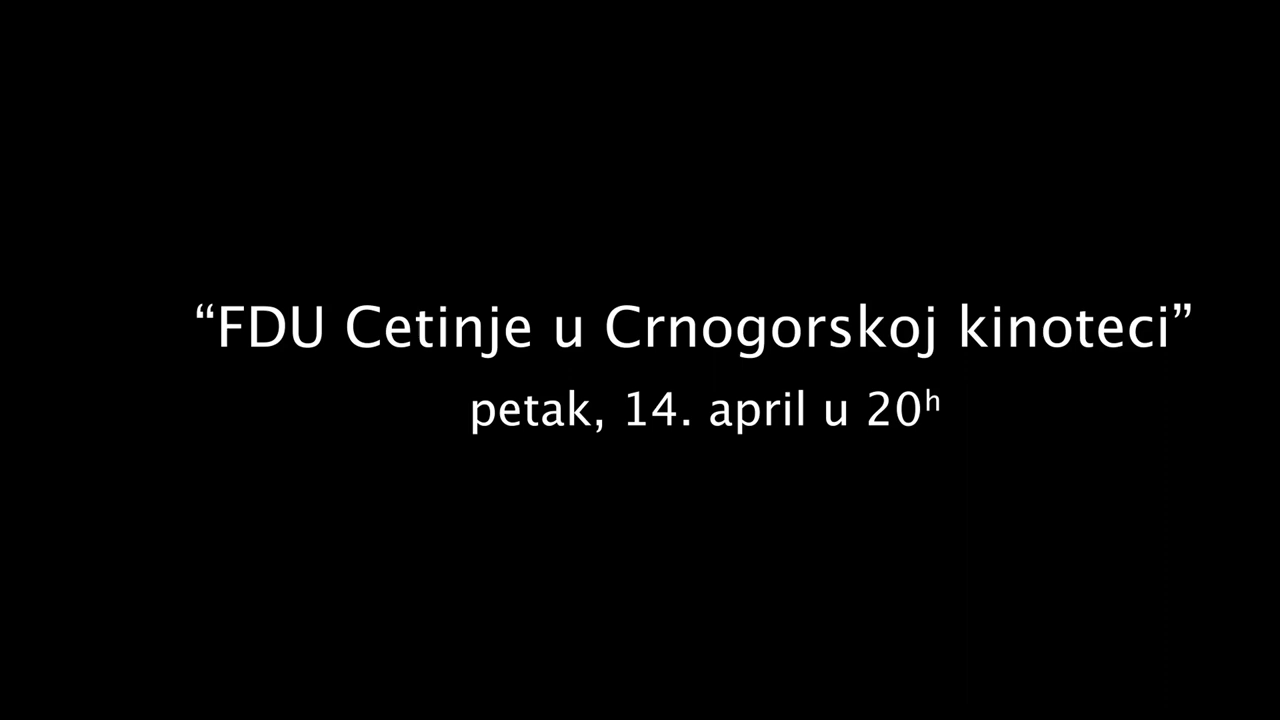 “FDU Cetinje u Crnogorskoj kinoteci”
petak, 14. april u 20ʰ